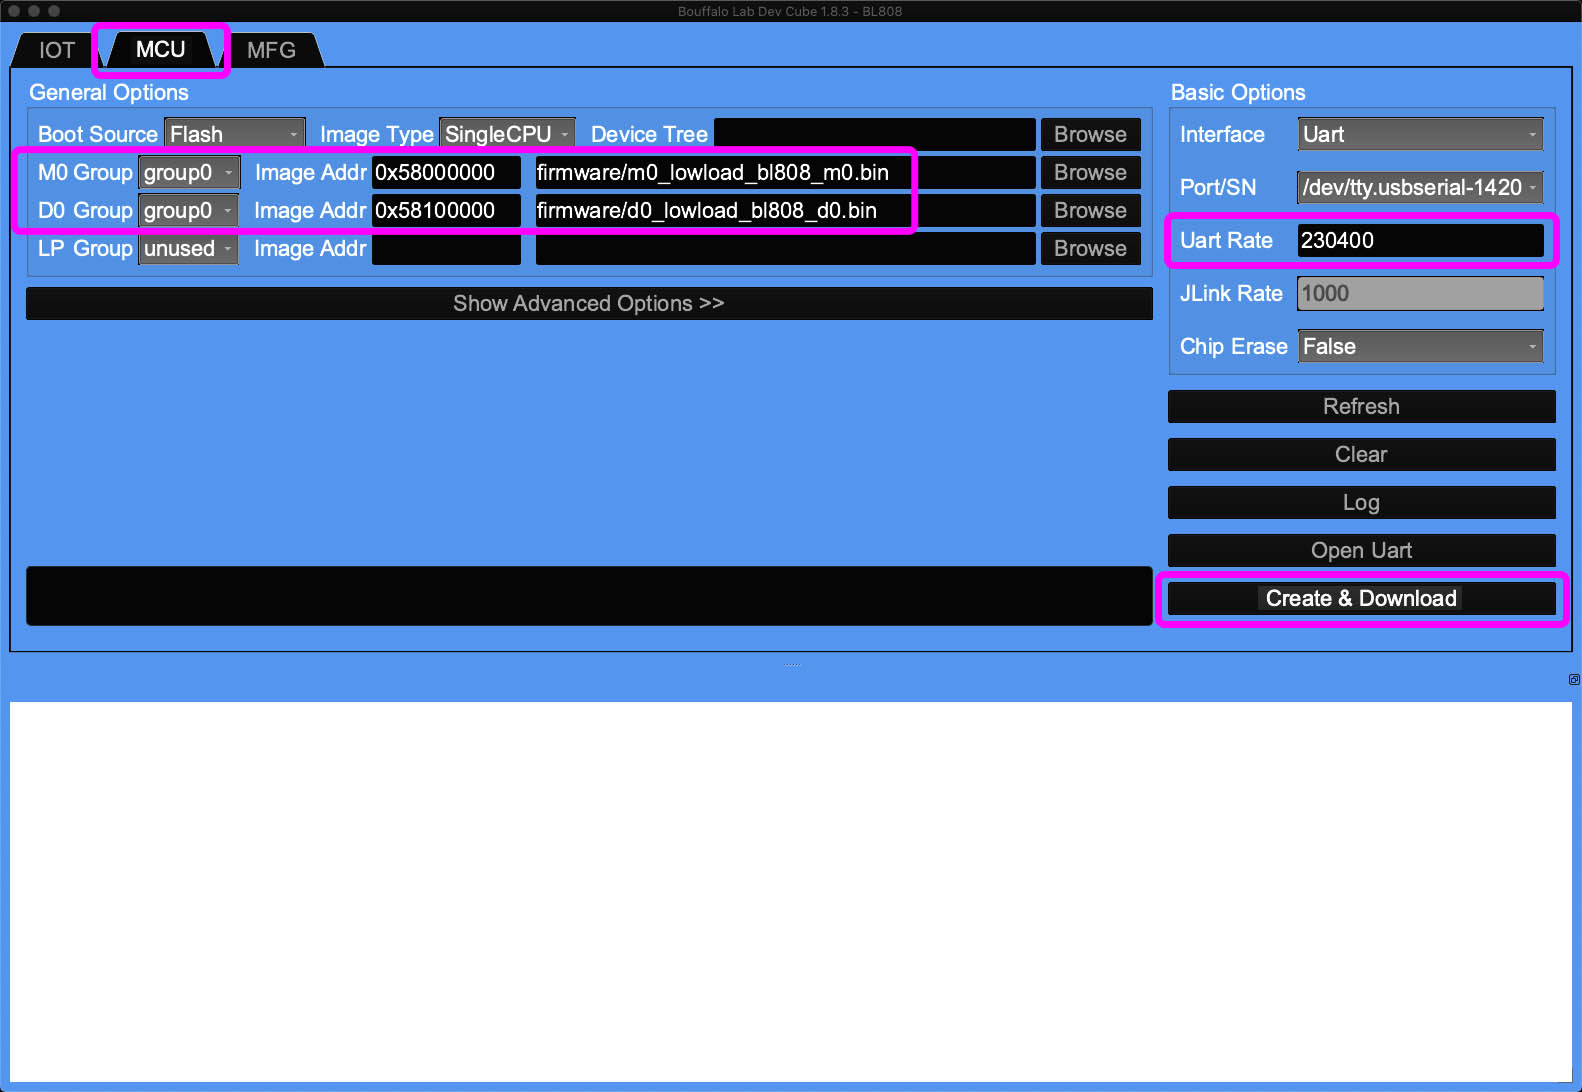 Bouffalo Lab Dev Cube 1.8.3 - BL808
IOT MCU MFG
General Options
Boot Source Flash Image Type SingleCPU Device Tree Browse
M0 Group group0 Image Addr 0x58000000 firmware/m0_lowload_bl808_m0.bin Browse
D0 Group group0 Image Addr 0x58100000 firmware/d0_lowload_bl808_d0.bin Browse
LP Group unused Image Addr Browse
Show Advanced Options >>
Basic Options
Interface Uart
Port/SN /dev/tty.usbserial-1420
Uart Rate 230400
JLink Rate 1000
Chip Erase False
Refresh
Clear
Log
Open Uart
Create & Download